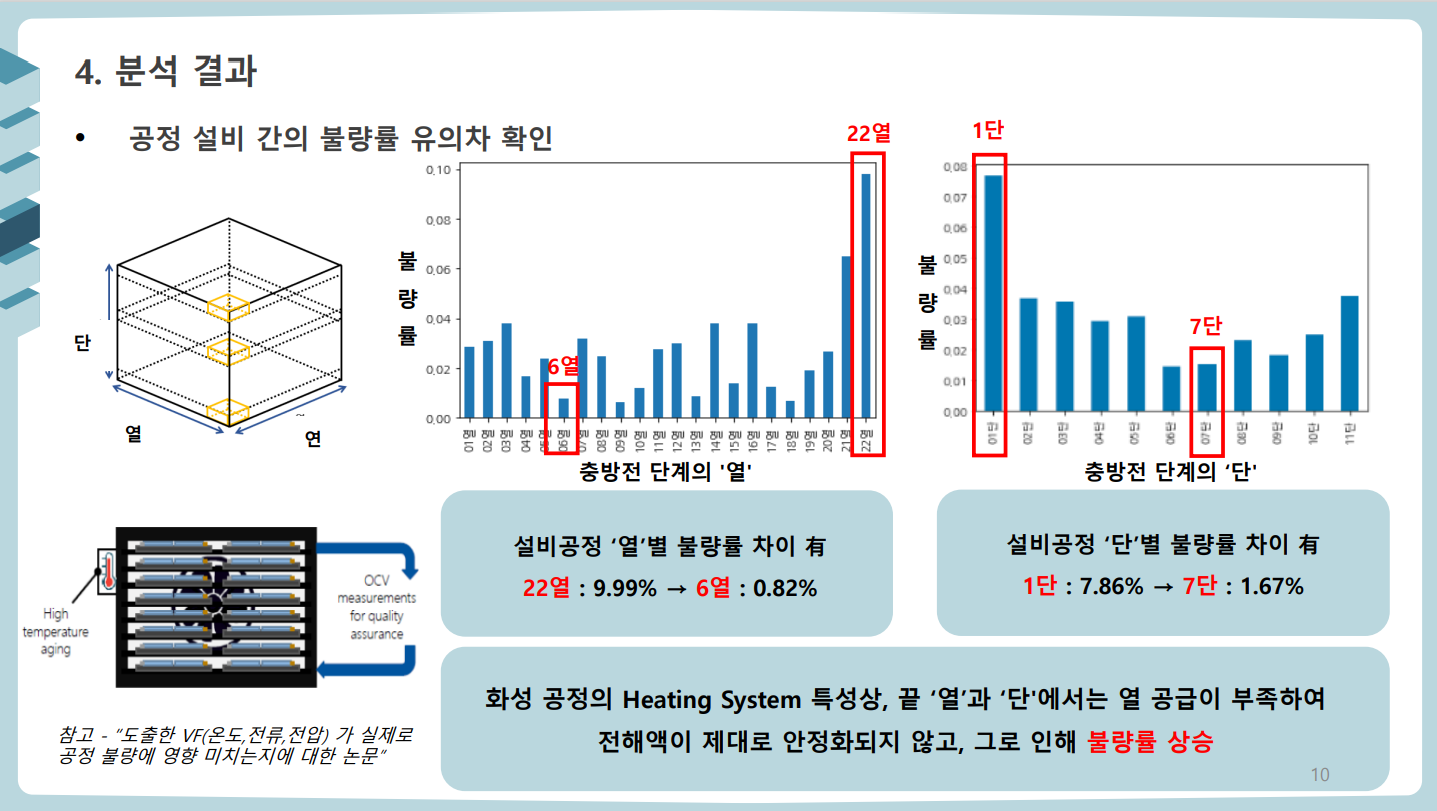 4. 분석 결과
• 공정 설비 간의 불량률 유의차 확인
단
열
연
~
22열
6열
불
량
률
0.10
0.08
0.06
0.04
0.02
0.00
01열 02열 03열 04열 05열 06열 07열 08열 09열 10열 11열 12열 13열 14열 15열 16열 17열 18열 19열 20열 21열 22열
충방전 단계의 '열'
1단
7단
불
량
률
0.08
0.07
0.06
0.05
0.04
0.03
0.02
0.01
0.00
01단 02단 03단 04단 05단 06단 07단 08단 09단 10단 11단
충방전 단계의 ‘단'
설비공정 ‘열’별 불량률 차이 有
22열 : 9.99% → 6열 : 0.82%
설비공정 ‘단’별 불량률 차이 有
1단 : 7.86% → 7단 : 1.67%
High
temperature
aging
OCV
measurements
for quality
assurance
참고 - “도출한 VF(온도,전류,전압) 가 실제로
공정 불량에 영향 미치는지에 대한 논문”
화성 공정의 Heating System 특성상, 끝 ‘열’과 ‘단'에서는 열 공급이 부족하여
전해액이 제대로 안정화되지 않고, 그로 인해 불량률 상승
10